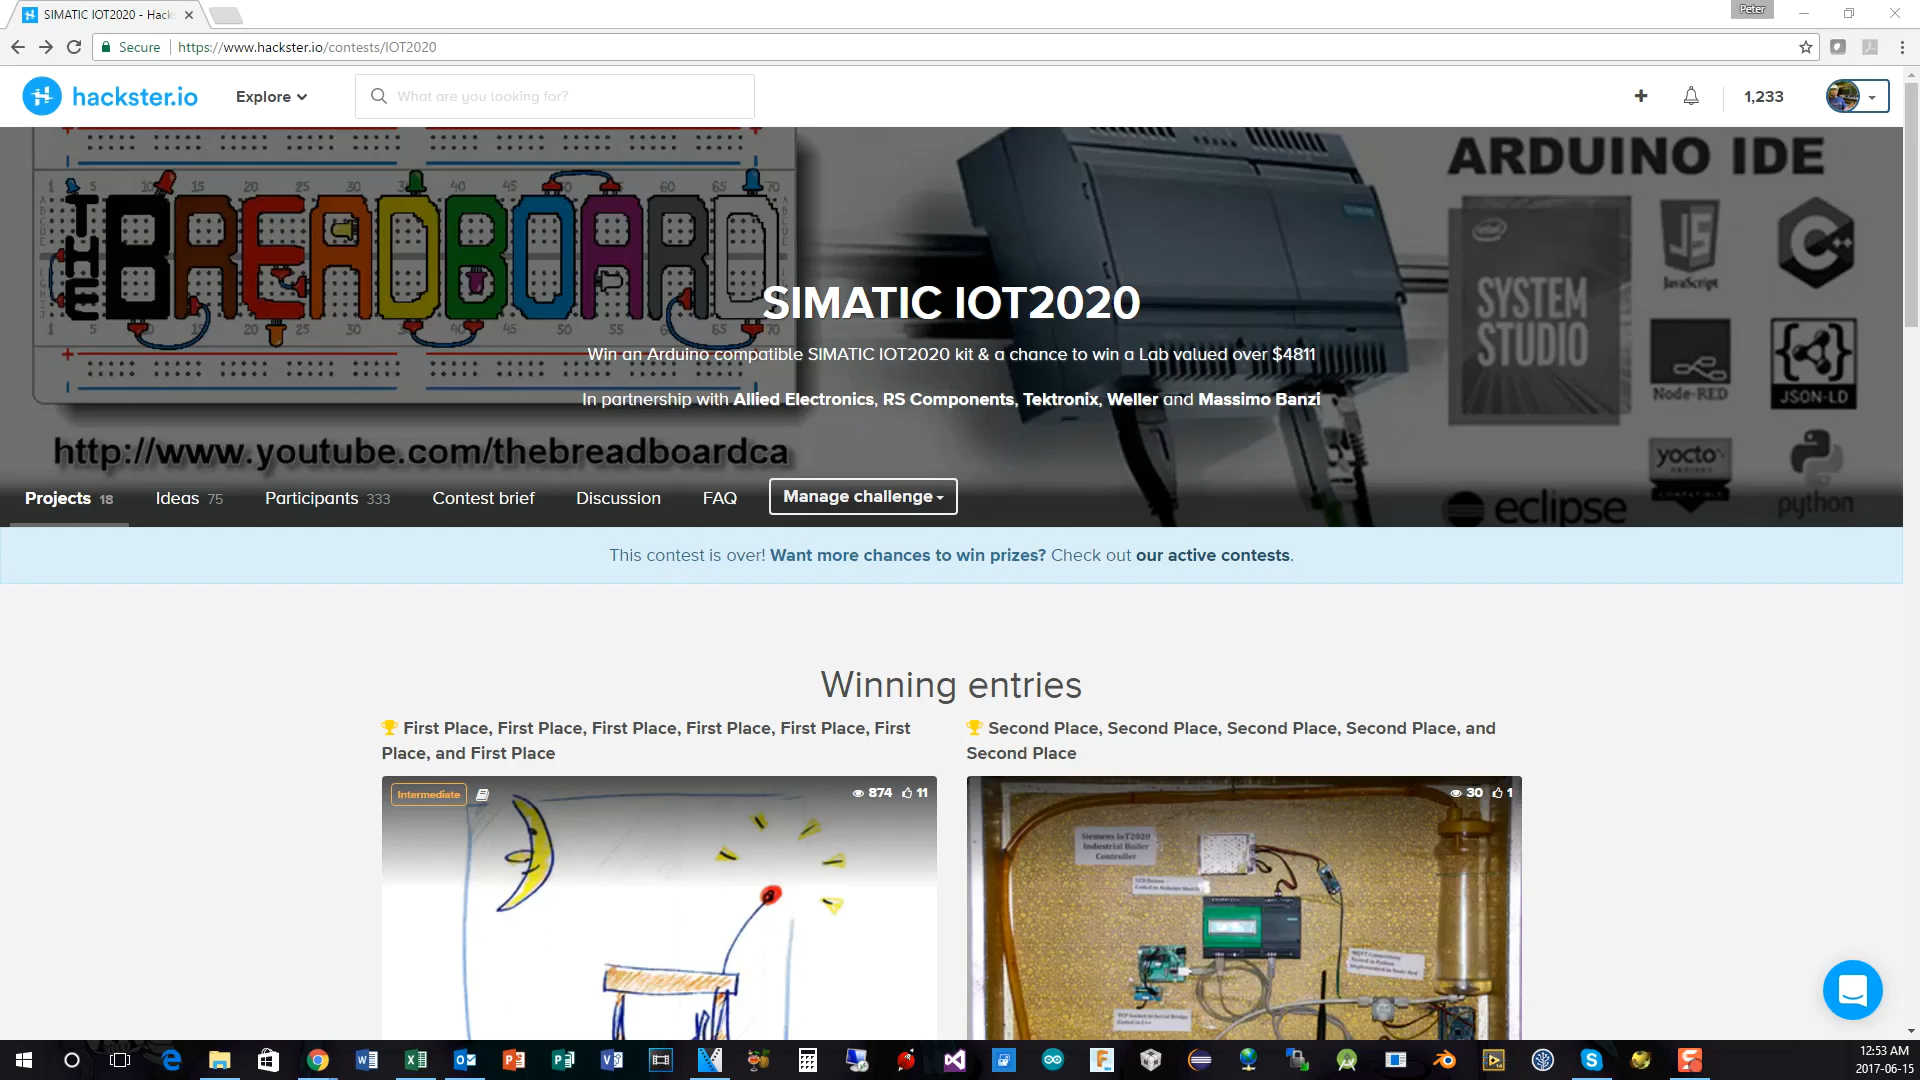 SIMATIC IOT2020 - Hack
Peter
Secure
https://www.hackster.io/contests/IOT2020
hackster.io
Explore
What are you looking for?
1,233
THE BREADBOARD
http://www.youtube.com/thebreadboardca
ARDUINO IDE
intel
SYSTEM
STUDIO
JavaScript
JS
C++
Node-RED
JSON-LD
yocto
eclipse
python
SIMATIC IOT2020
Win an Arduino compatible SIMATIC IOT2020 kit & a chance to win a Lab valued over $4811
In partnership with Allied Electronics, RS Components, Tektronix, Weller and Massimo Banzi
Projects 18 Ideas 75 Participants 333 Contest brief Discussion FAQ Manage challenge
This contest is over! Want more chances to win prizes? Check out our active contests.
Winning entries
First Place, First Place, First Place, First Place, First Place, First
Place, and First Place
Second Place, Second Place, Second Place, Second Place, and
Second Place
Intermediate
874 11
30 1
Siemens IoT2020
Industrial Boiler
Controller
12:53 AM
2017-06-15